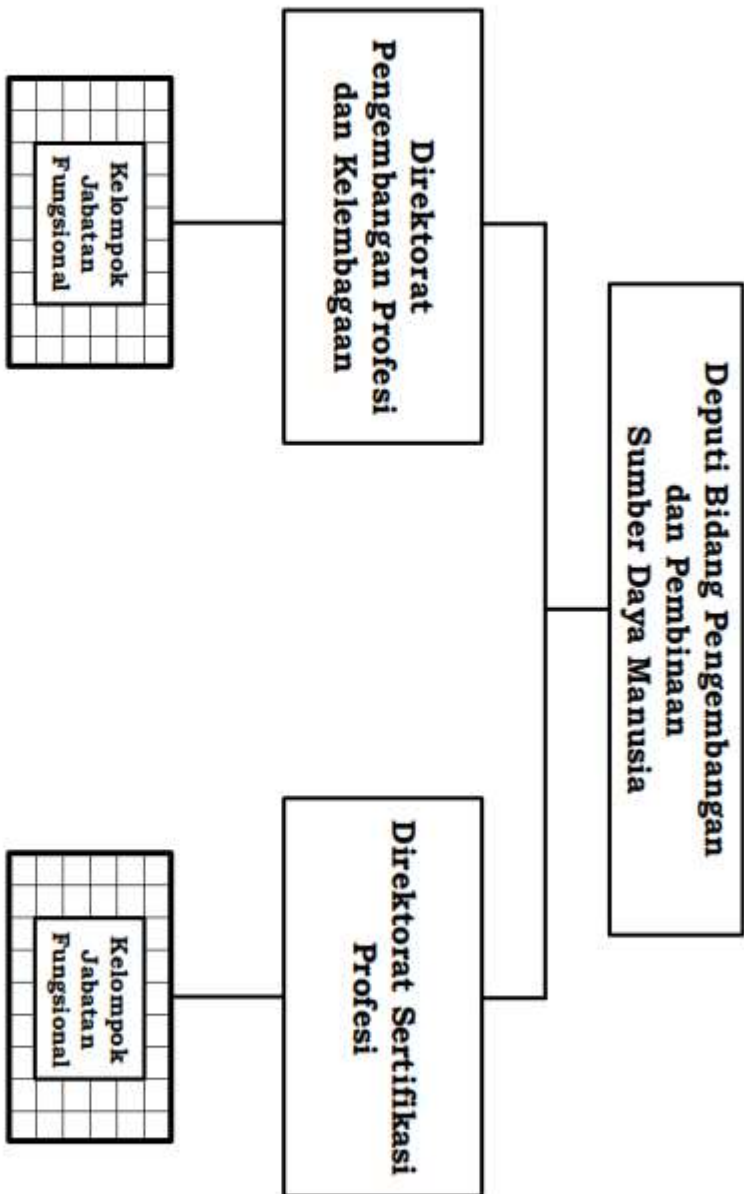 Deputi Bidang Pengembangan
dan Pembinaan
Sumber Daya Manusia
Direktorat
Pengembangan Profesi
dan Kelembagaan
Direktorat Sertifikasi
Profesi
Kelompok
Jabatan
Fungsional
Kelompok
Jabatan
Fungsional